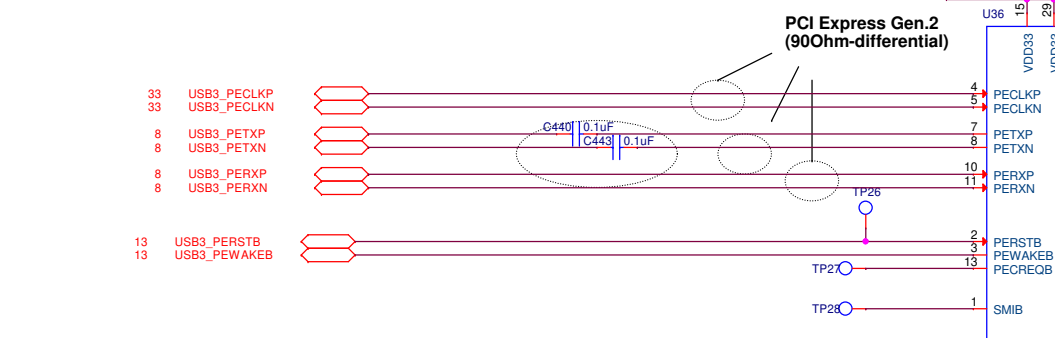 U36
15
29
PCI Express Gen.2
(90Ohm-differential)
VDD33
VDD33
33 USB3_PECLKP 4 PECLKP
33 USB3_PECLKN 5 PECLKN
8 USB3_PETXP C440 0.1uF 7 PETXP
8 USB3_PETXN C443 0.1uF 8 PETXN
8 USB3_PERXP 10 PERXP
8 USB3_PERXN 11 PERXN
TP26
13 USB3_PERSTB 2 PERSTB
13 USB3_PEWAKEB 3 PEWAKEB
TP27 13 PECREQB
TP28 1 SMIB